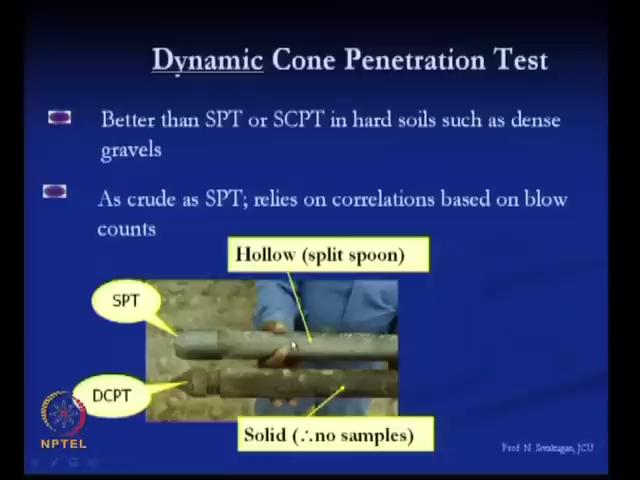 Dynamic Cone Penetration Test
Better than SPT or SCPT in hard soils such as dense
gravels
As crude as SPT; relies on correlations based on blow
counts
Hollow (split spoon)
SPT
DCPT
Solid (∴no samples)
NPTEL
Prof. N. Sivakugan, JCU